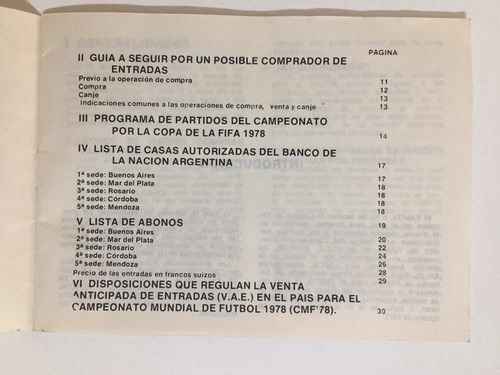 PAGINA
II GUIA A SEGUIR POR UN POSIBLE COMPRADOR DE
ENTRADAS
Previo a la operación de compra 11
Compra 12
Canje 13
Indicaciones comunes a las operaciones de compra, venta y canje 13
III PROGRAMA DE PARTIDOS DEL CAMPEONATO
POR LA COPA DE LA FIFA 1978 14
IV LISTA DE CASAS AUTORIZADAS DEL BANCO DE
LA NACION ARGENTINA 17
1ª sede: Buenos Aires 17
2ª sede: Mar del Plata 18
3ª sede: Rosario 18
4ª sede: Córdoba 18
5ª sede: Mendoza 18
V LISTA DE ABONOS 19
1ª sede: Buenos Aires 20
2ª sede: Mar del Plata 22
3ª sede: Rosario 24
4ª sede: Córdoba 26
5ª sede: Mendoza 28
Precio de las entradas en francos suizos 29
VI DISPOSICIONES QUE REGULAN LA VENTA
ANTICIPADA DE ENTRADAS (V.A.E.) EN EL PAIS PARA EL
CAMPEONATO MUNDIAL DE FUTBOL 1978 (CMF'78). 30